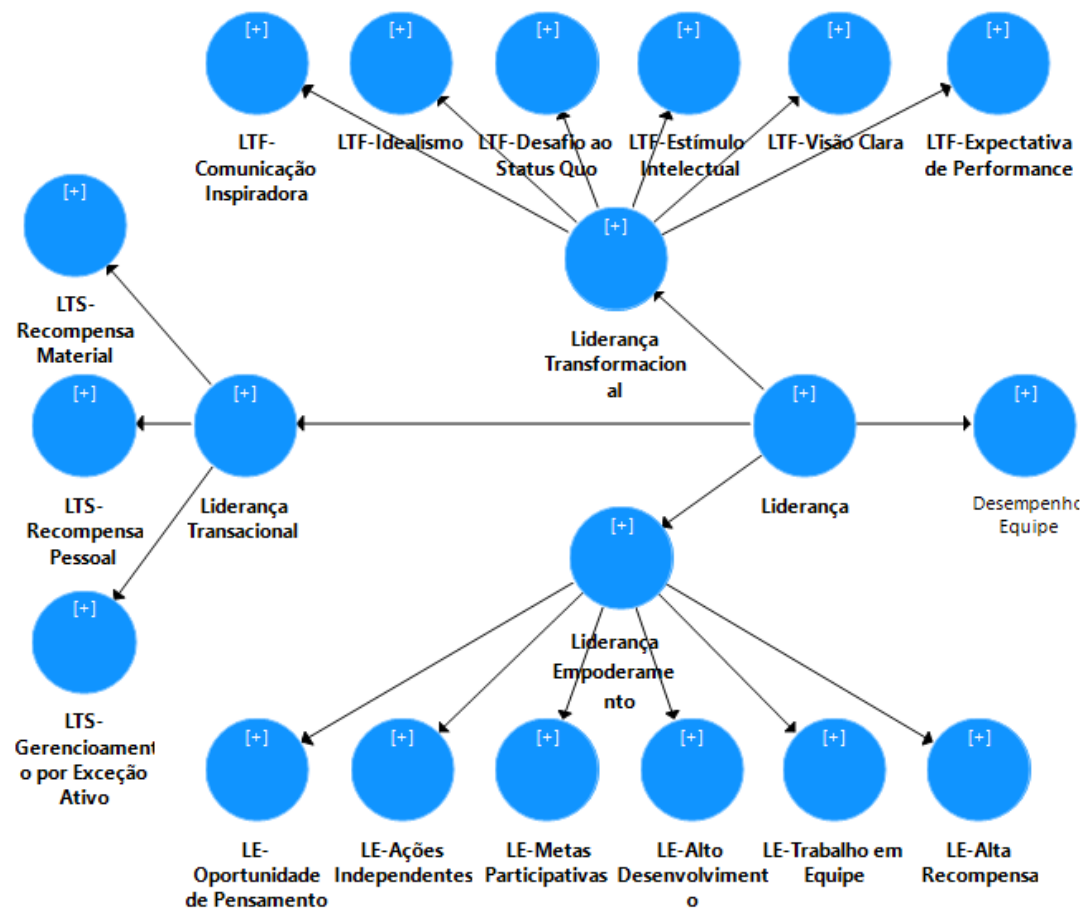 [+]
[+]
[+]
[+]
[+]
[+]
LTF-
Comunicação
Inspiradora
LTF-Idealismo
LTF-Desafio ao
Status Quo
LTF-Estímulo
Intelectual
LTF-Visão Clara
LTF-Expectativa
de Performance
[+]
LTS-
Recompensa
Material
[+]
Liderança
Transformacion
al
[+]
LTS-
Recompensa
Pessoal
[+]
Liderança
Transacional
[+]
Liderança
[+]
Desempenho
Equipe
[+]
Liderança
Empoderame
nto
[+]
LTS-
Gerencioament
o por Exceção
Ativo
[+]
[+]
[+]
[+]
[+]
[+]
LE-
Oportunidade
de Pensamento
LE-Ações
Independentes
LE-Metas
Participativas
LE-Alto
Desenvolviment
o
LE-Trabalho em
Equipe
LE-Alta
Recompensa